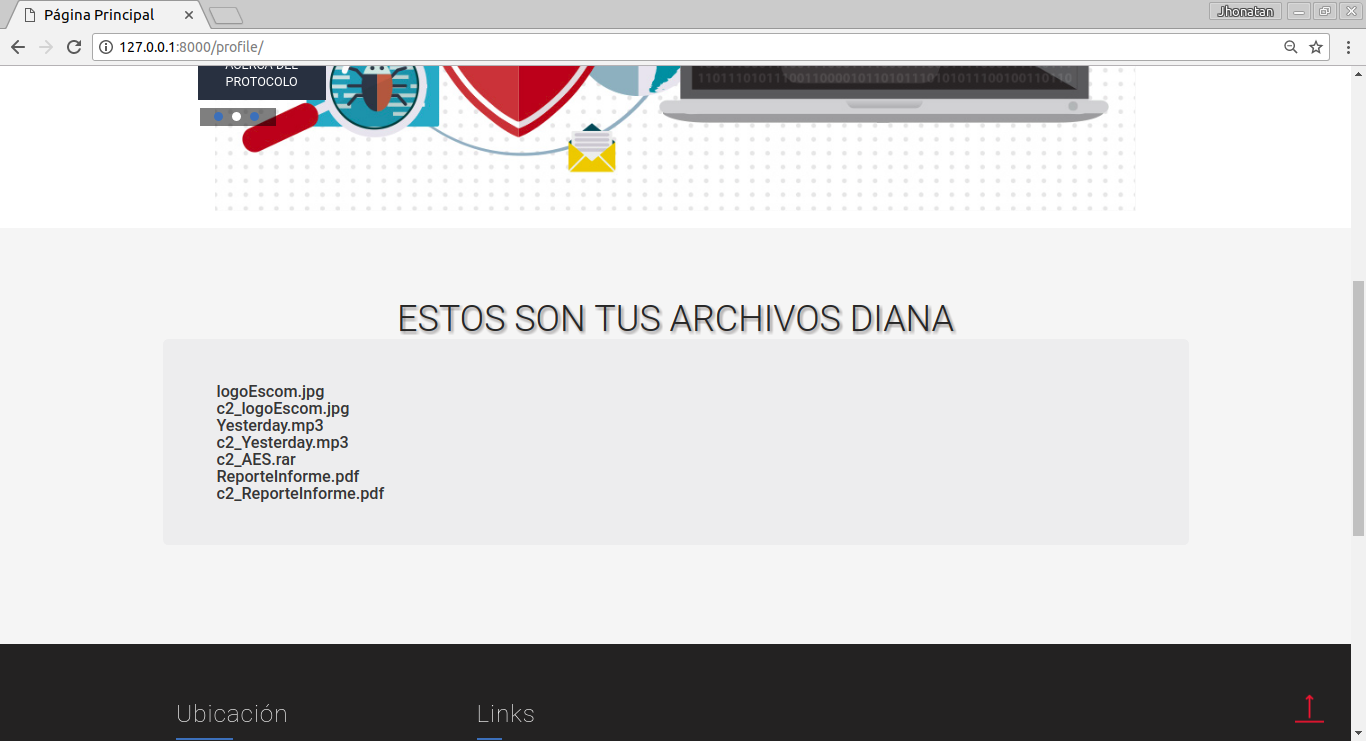 Página Principal
Jhonatan
127.0.0.1:8000/profile/
ACERCA DEL
PROTOCOLO
ESTOS SON TUS ARCHIVOS DIANA
logoEscom.jpg
c2_logoEscom.jpg
Yesterday.mp3
c2_Yesterday.mp3
c2_AES.rar
ReporteInforme.pdf
c2_ReporteInforme.pdf
Ubicación
Links